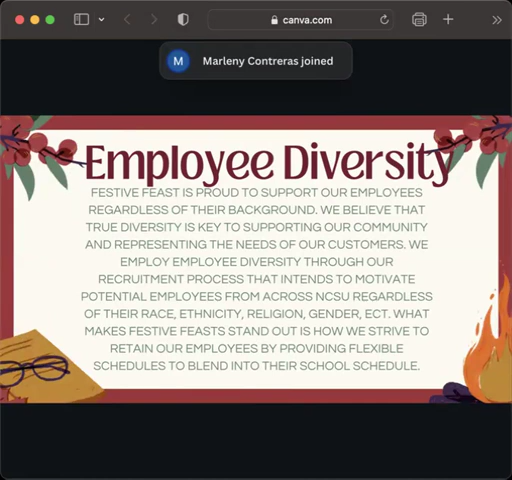 canva.com
M Marleny Contreras joined
Employee Diversity
FESTIVE FEAST IS PROUD TO SUPPORT OUR EMPLOYEES
REGARDLESS OF THEIR BACKGROUND. WE BELIEVE THAT
TRUE DIVERSITY IS KEY TO SUPPORTING OUR COMMUNITY
AND REPRESENTING THE NEEDS OF OUR CUSTOMERS. WE
EMPLOY EMPLOYEE DIVERSITY THROUGH OUR
RECRUITMENT PROCESS THAT INTENDS TO MOTIVATE
POTENTIAL EMPLOYEES FROM ACROSS NCSU REGARDLESS
OF THEIR RACE, ETHNICITY, RELIGION, GENDER, ECT. WHAT
MAKES FESTIVE FEASTS STAND OUT IS HOW WE STRIVE TO
RETAIN OUR EMPLOYEES BY PROVIDING FLEXIBLE
SCHEDULES TO BLEND INTO THEIR SCHOOL SCHEDULE.